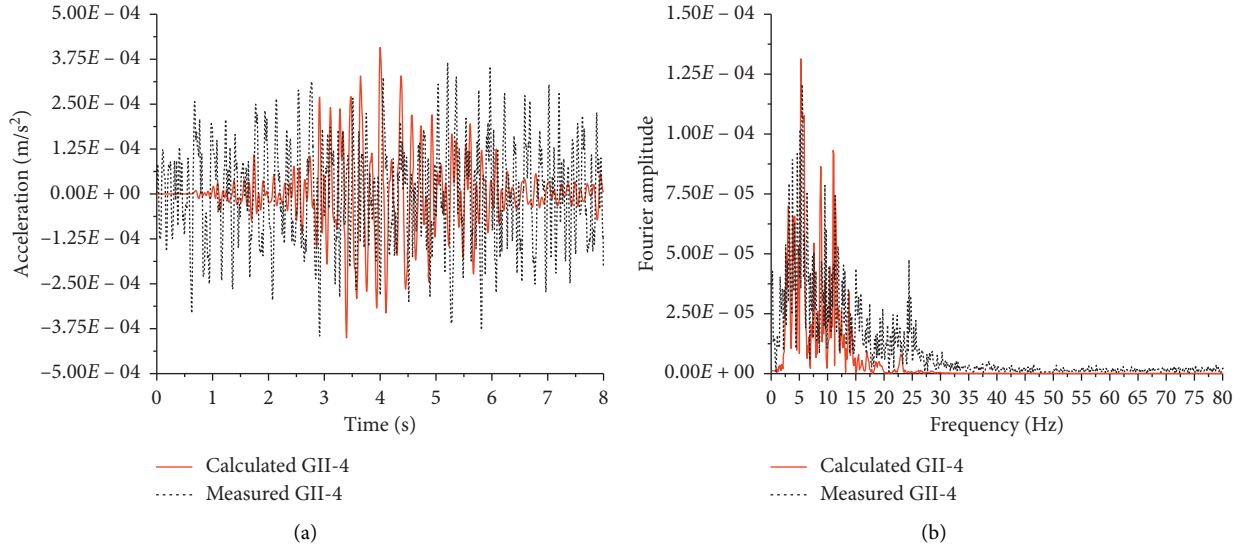 Acceleration (m/s²)
5.00E – 04
3.75E – 04
2.50E – 04
1.25E – 04
0.00E + 00
–1.25E – 04
–2.50E – 04
–3.75E – 04
–5.00E – 04
0 1 2 3 4 5 6 7 8
Time (s)
Calculated GII-4
Measured GII-4
(a)
Fourier amplitude
1.50E – 04
1.25E – 04
1.00E – 04
7.50E – 05
5.00E – 05
2.50E – 05
0.00E + 00
0 5 10 15 20 25 30 35 40 45 50 55 60 65 70 75 80
Frequency (Hz)
Calculated GII-4
Measured GII-4
(b)